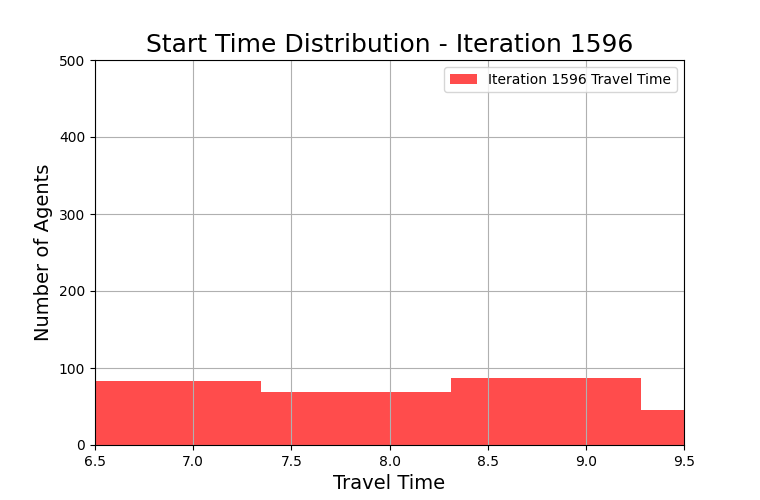 Start Time Distribution - Iteration 1596
500
Iteration 1596 Travel Time
400
300
200
100
0
Number of Agents
6.5 7.0 7.5 8.0 8.5 9.0 9.5
Travel Time